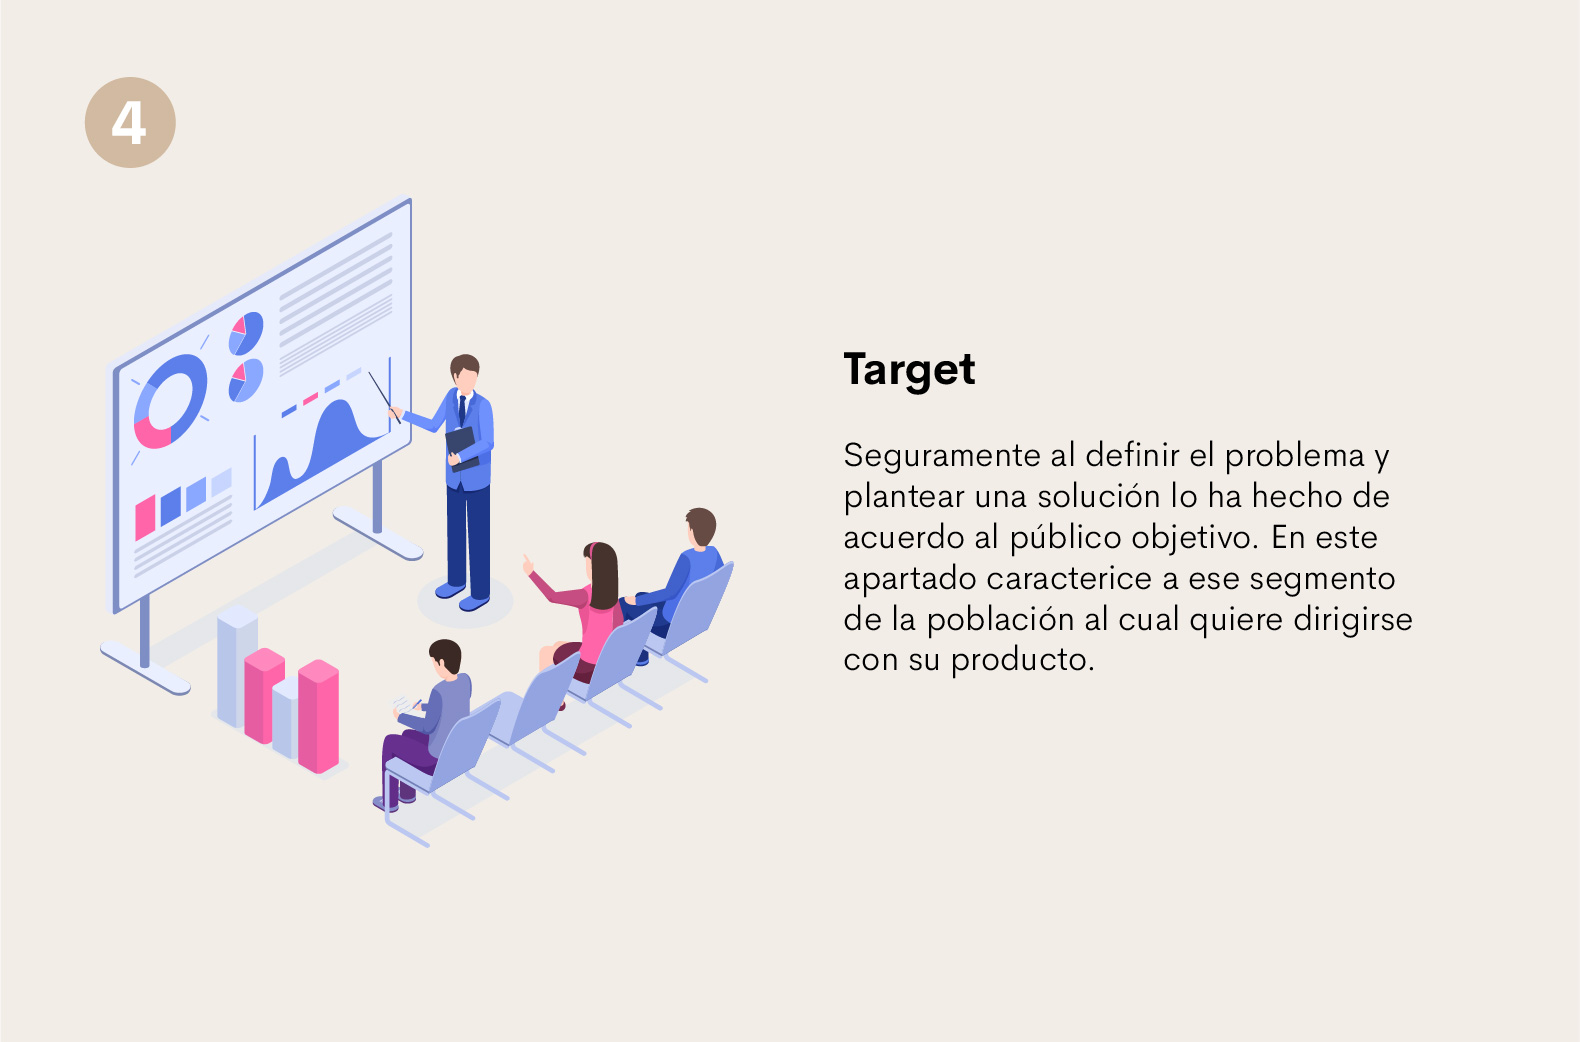 4
Target
Seguramente al definir el problema y
plantear una solución lo ha hecho de
acuerdo al público objetivo. En este
apartado caracterice a ese segmento
de la población al cual quiere dirigirse
con su producto.